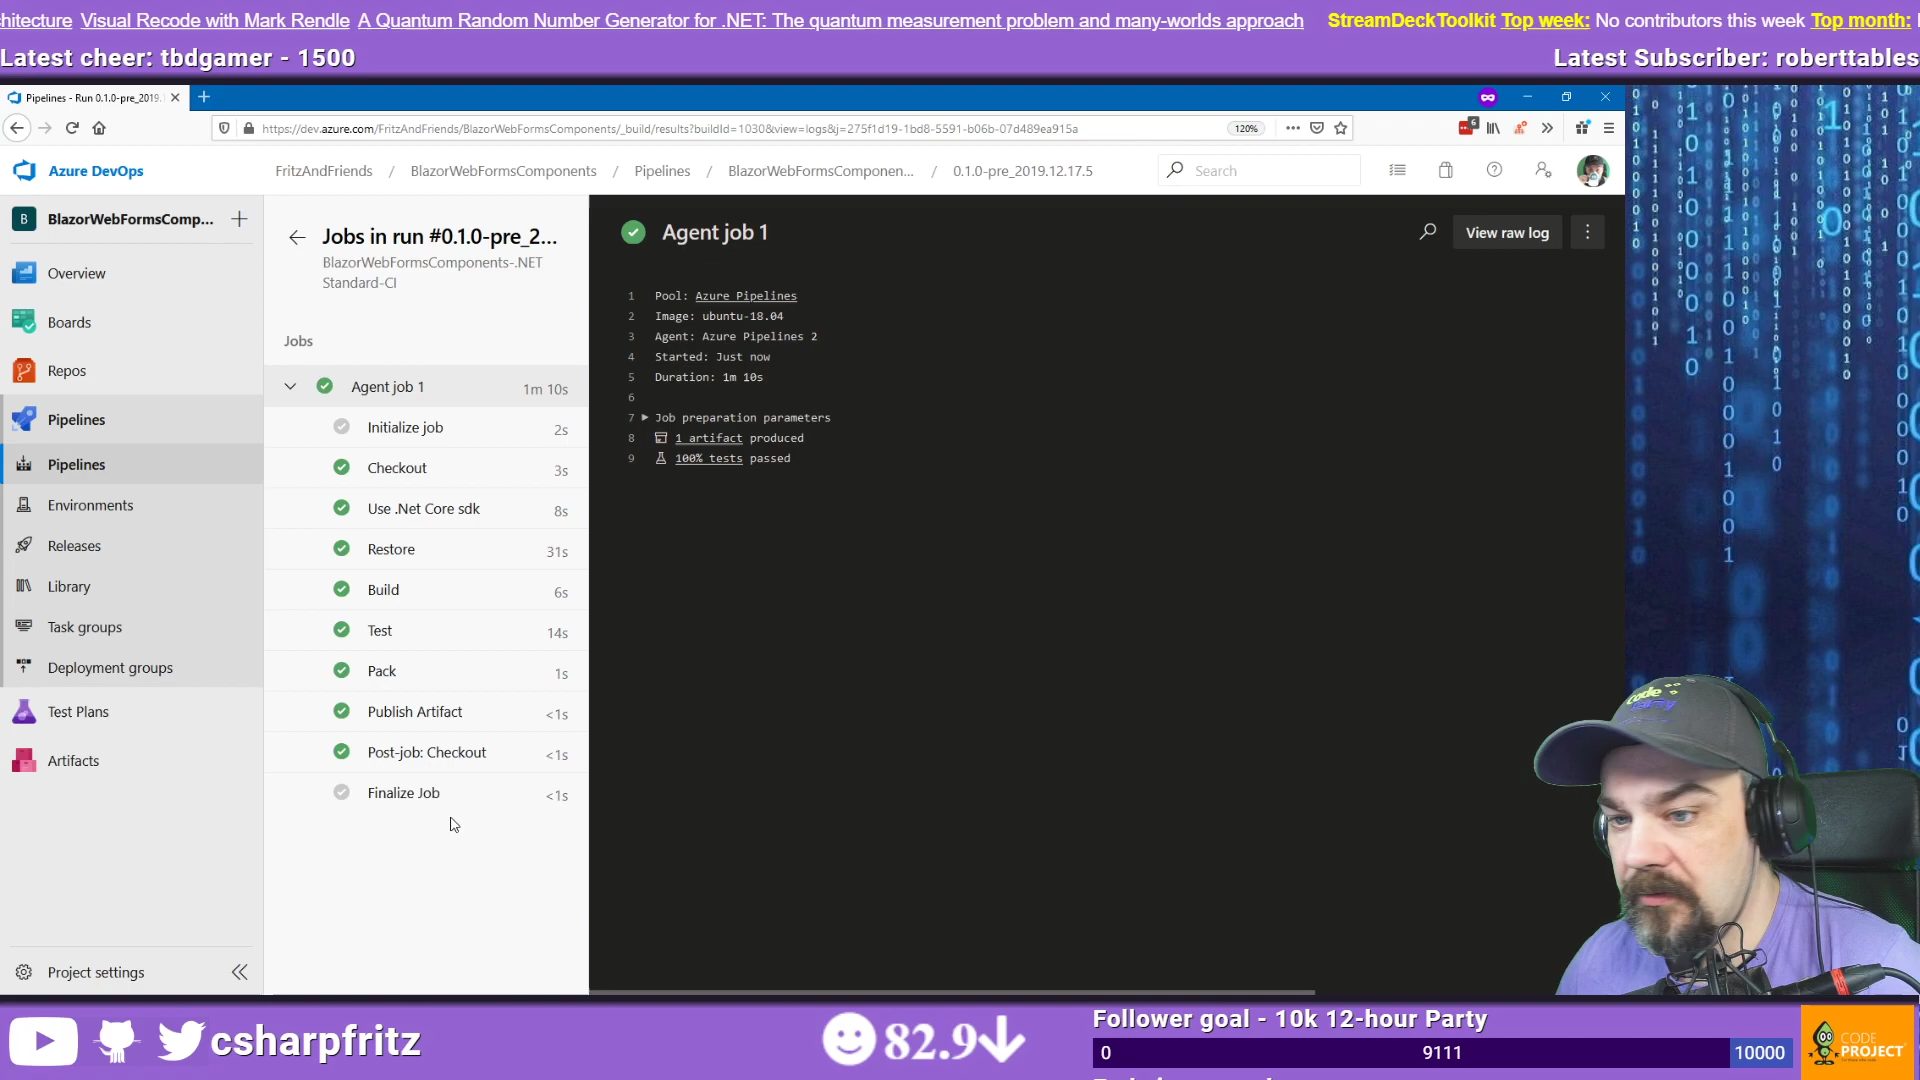 hitecture Visual Recode with Mark Rendle A Quantum Random Number Generator for .NET: The quantum measurement problem and many-worlds approach StreamDeckToolkit Top week: No contributors this week Top month:
Latest cheer: tbdgamer - 1500
Latest Subscriber: roberttables
Pipelines - Run 0.1.0-pre_2019.
https://dev.azure.com/FritzAndFriends/BlazorWebFormsComponents/_build/results?buildId=1030&view=logs&j=275f1d19-1bd8-5591-b06b-07d489ea915a
120%
6
Azure DevOps
FritzAndFriends / BlazorWebFormsComponents / Pipelines / BlazorWebFormsComponen... / 0.1.0-pre_2019.12.17.5
Search
B BlazorWebFormsComp...
Overview
Boards
Repos
Pipelines
Pipelines
Environments
Releases
Library
Task groups
Deployment groups
Test Plans
Artifacts
Project settings
Jobs in run #0.1.0-pre_2...
BlazorWebFormsComponents-.NET
Standard-CI
Jobs
Agent job 1 1m 10s
Initialize job 2s
Checkout 3s
Use .Net Core sdk 8s
Restore 31s
Build 6s
Test 14s
Pack 1s
Publish Artifact <1s
Post-job: Checkout <1s
Finalize Job <1s
Agent job 1
View raw log
1 Pool: Azure Pipelines
2 Image: ubuntu-18.04
3 Agent: Azure Pipelines 2
4 Started: Just now
5 Duration: 1m 10s
6
7 Job preparation parameters
8 1 artifact produced
9 100% tests passed
code
csharpfritz
82.9
Follower goal - 10k 12-hour Party
0 9111 10000
CODE
PROJECT